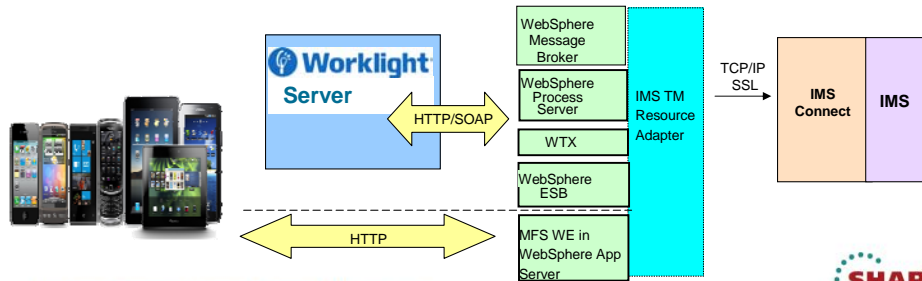 Worklight
Server
HTTP/SOAP
HTTP
WebSphere
Message
Broker
WebSphere
Process
Server
WTX
WebSphere
ESB
MFS WE in
WebSphere App
Server
IMS TM
Resource
Adapter
TCP/IP
SSL
IMS
Connect
IMS